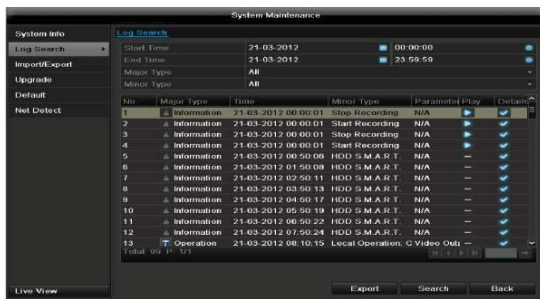 System Maintenance
System Info
Log Search
Import/Export
Upgrade
Default
Net Detect
Live View
Log Search
Start Time 21-03-2012 00:00:00
End Time 21-03-2012 23:59:59
Major Type All
Minor Type All
No. Major Type Time Minor Type Parameter Play Details
1 Information 21-03-2012 00:00:01 Stop Recording N/A
2 Information 21-03-2012 00:00:01 Start Recording N/A
3 Information 21-03-2012 00:00:01 Stop Recording N/A
4 Information 21-03-2012 00:00:01 Start Recording N/A
5 Information 21-03-2012 00:50:06 HDD S.M.A.R.T. N/A —
6 Information 21-03-2012 01:50:08 HDD S.M.A.R.T. N/A —
7 Information 21-03-2012 02:50:11 HDD S.M.A.R.T. N/A —
8 Information 21-03-2012 03:50:13 HDD S.M.A.R.T. N/A —
9 Information 21-03-2012 04:50:17 HDD S.M.A.R.T. N/A —
10 Information 21-03-2012 05:50:19 HDD S.M.A.R.T. N/A —
11 Information 21-03-2012 06:50:22 HDD S.M.A.R.T. N/A —
12 Information 21-03-2012 07:50:24 HDD S.M.A.R.T. N/A —
13 T Operation 21-03-2012 08:10:15 Local Operation: C Video Out —
Total: P: 1/1
Export Search Back